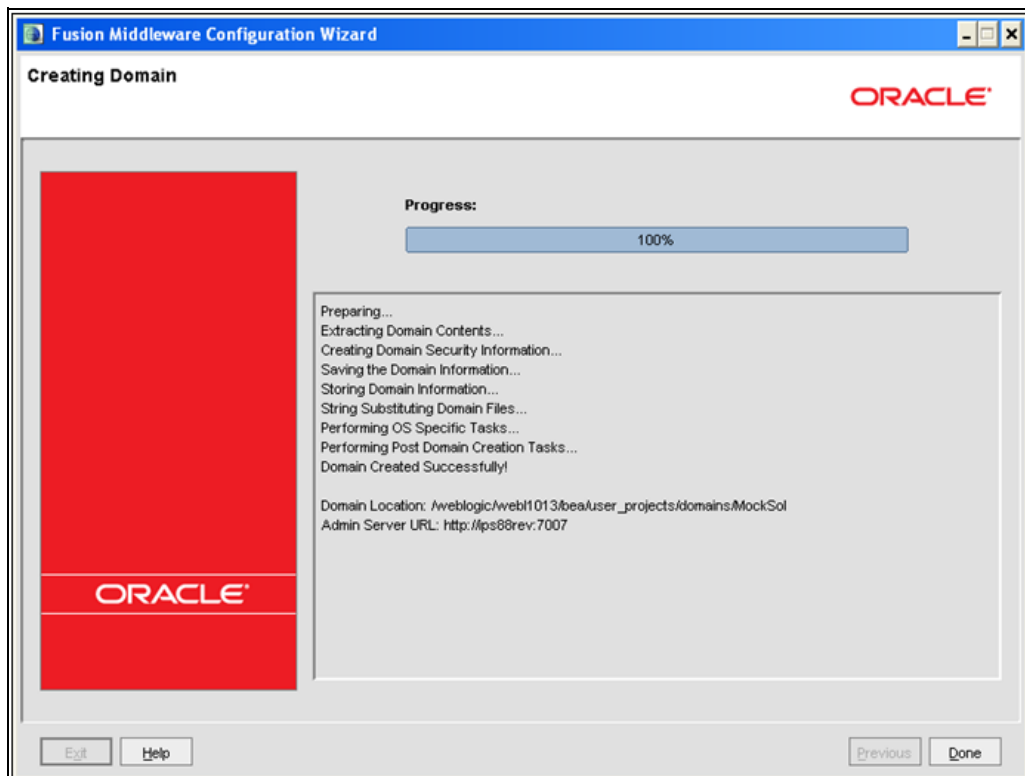 Fusion Middleware Configuration Wizard
Creating Domain
ORACLE
Progress:
100%
Preparing...
Extracting Domain Contents...
Creating Domain Security Information...
Saving the Domain Information...
Storing Domain Information...
String Substituting Domain Files...
Performing OS Specific Tasks...
Performing Post Domain Creation Tasks...
Domain Created Successfully!
Domain Location: /weblogic/webl1013/bea/user_projects/domains/MockSol
Admin Server URL: http://ips88rev:7007
ORACLE
Exit Help Previous Done